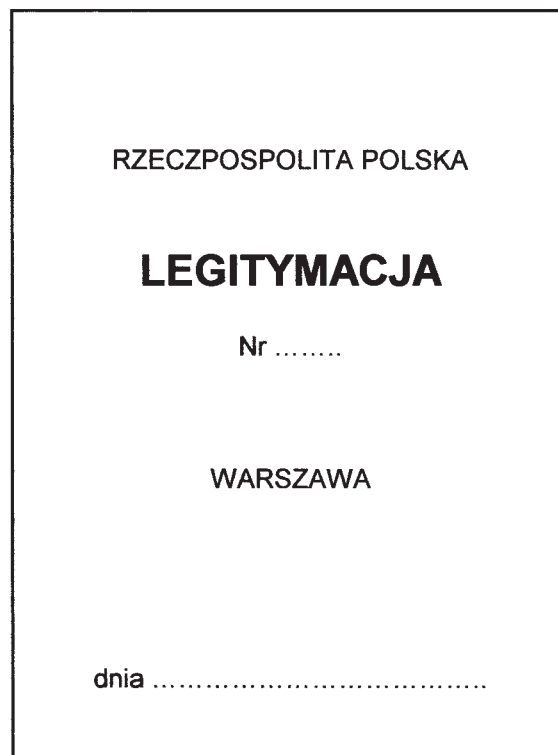 RZECZPOSPOLITA POLSKA
LEGITYMACJA
Nr ........
WARSZAWA
dnia .....................................